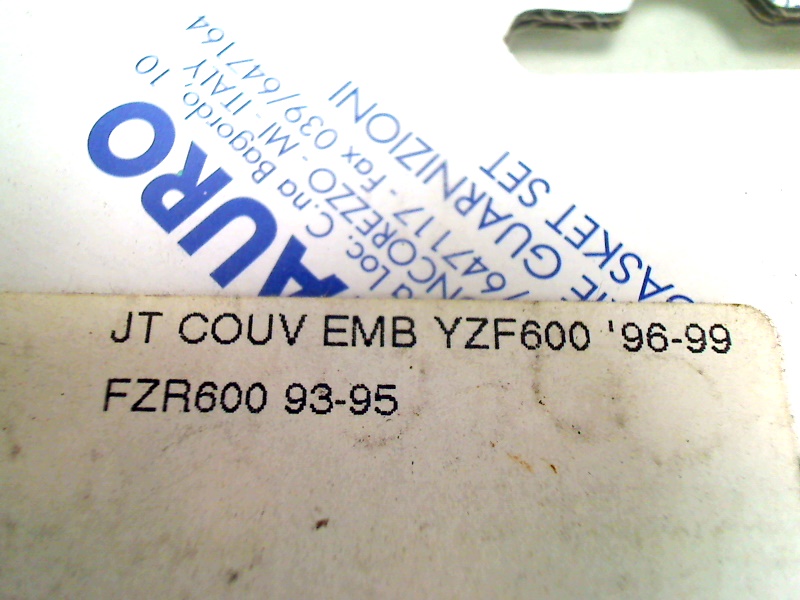 AURO
Loc. C.na Bagordo, 10
CONCOREZZO - MI - ITALY
/647117 - Fax 039/647164
GUARNIZIONI
GASKET SET
JT COUV EMB YZF600 '96-99
FZR600 93-95